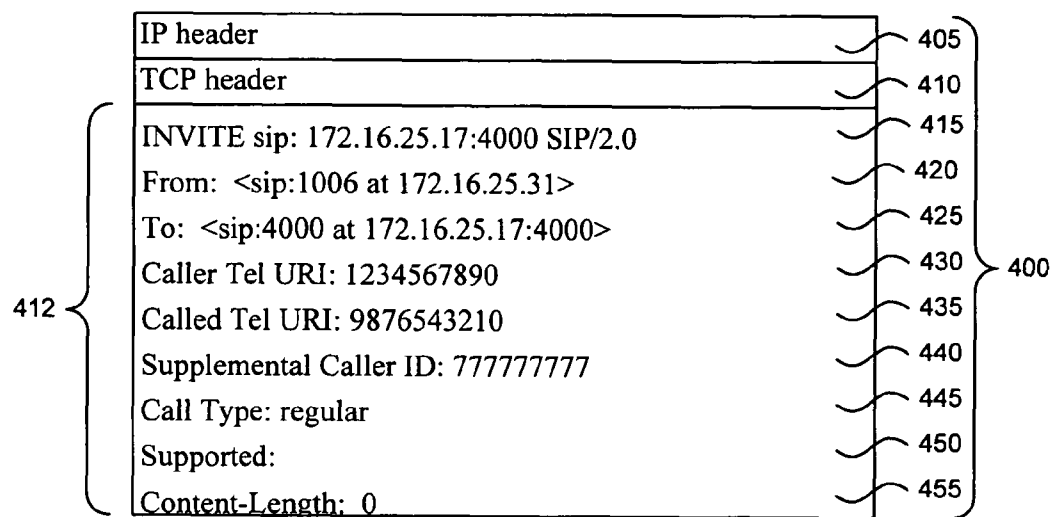 IP header 405
TCP header 410
INVITE sip: 172.16.25.17:4000 SIP/2.0 415
From: <sip:1006 at 172.16.25.31> 420
To: <sip:4000 at 172.16.25.17:4000> 425
Caller Tel URI: 1234567890 430
400
Called Tel URI: 9876543210 435
412
Supplemental Caller ID: 777777777 440
Call Type: regular 445
Supported: 450
Content-Length: 0 455